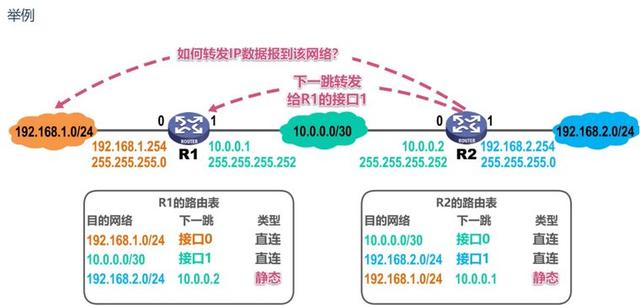 举例
如何转发IP数据报到该网络?
下一跳转发
给R1的接口1
192.168.1.0/24
0
ROUTER
R1
1
10.0.0.0/30
0
ROUTER
R2
1
192.168.2.0/24
192.168.1.254
255.255.255.0
10.0.0.1
255.255.255.252
10.0.0.2
255.255.255.252
192.168.2.254
255.255.255.0
R1的路由表
目的网络 下一跳 类型
192.168.1.0/24 接口0 直连
10.0.0.0/30 接口1 直连
192.168.2.0/24 10.0.0.2 静态
R2的路由表
目的网络 下一跳 类型
10.0.0.0/30 接口0 直连
192.168.2.0/24 接口1 直连
192.168.1.0/24 10.0.0.1 静态